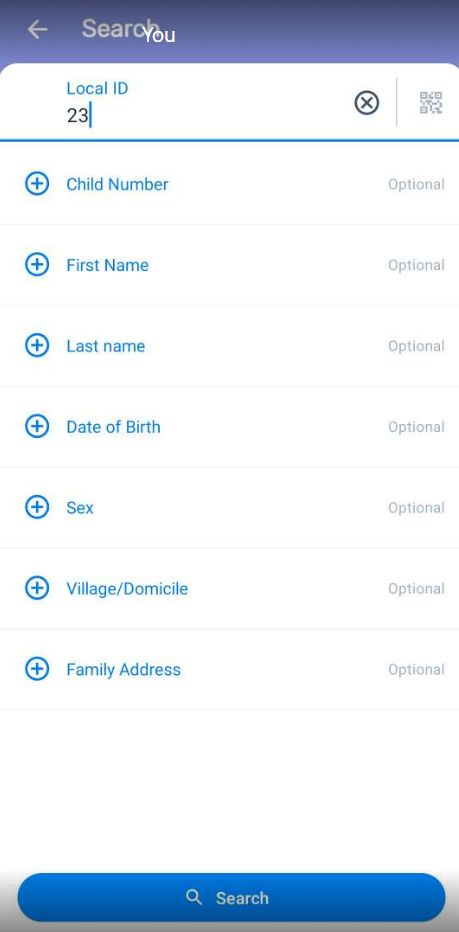 Search
You
Local ID
23
Child Number Optional
First Name Optional
Last name Optional
Date of Birth Optional
Sex Optional
Village/Domicile Optional
Family Address Optional
Search